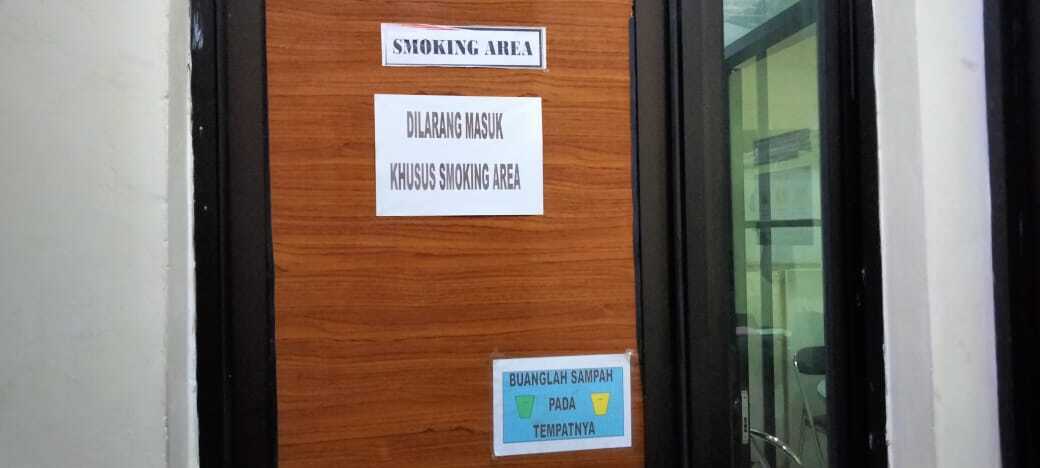 SMOKING AREA
DILARANG MASUK
KHUSUS SMOKING AREA
BUANGLAH SAMPAH
PADA
TEMPATNYA